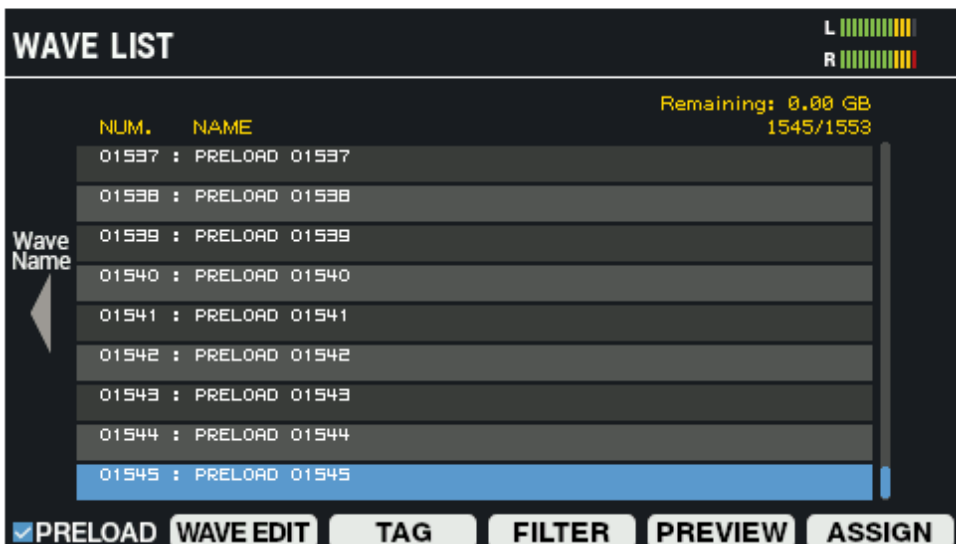 WAVE LIST
L
R
Remaining: 0.00 GB
NUM. NAME 1545/1553
01537 : PRELOAD 01537
01538 : PRELOAD 01538
01539 : PRELOAD 01539
Wave
Name
01540 : PRELOAD 01540
01541 : PRELOAD 01541
01542 : PRELOAD 01542
01543 : PRELOAD 01543
01544 : PRELOAD 01544
01545 : PRELOAD 01545
PRELOAD WAVE EDIT TAG FILTER PREVIEW ASSIGN